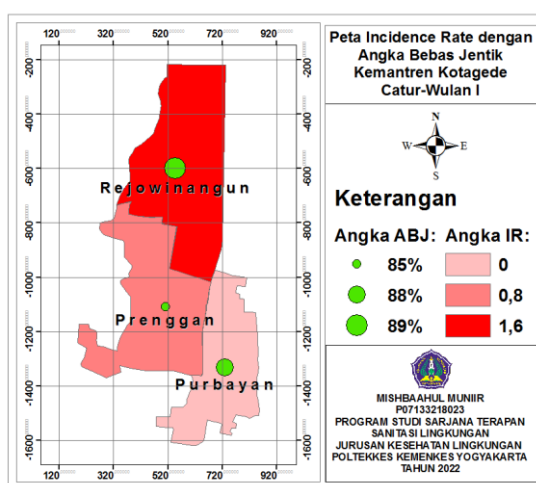 120 320 520 720 920
-200
-400
-600
-800
-1000
-1200
-1400
-1600
Rejowinangun
Prenggan
Purbayan
120 320 520 720 920
Peta Incidence Rate dengan
Angka Bebas Jentik
Kemantren Kotagede
Catur-Wulan I
N
W E
S
Keterangan
Angka ABJ: Angka IR:
85% 0
88% 0,8
89% 1,6
MISHBAAHUL MUNIIR
P07133218023
PROGRAM STUDI SARJANA TERAPAN
SANITASI LINGKUNGAN
JURUSAN KESEHATAN LINGKUNGAN
POLTEKKES KEMENKES YOGYAKARTA
TAHUN 2022